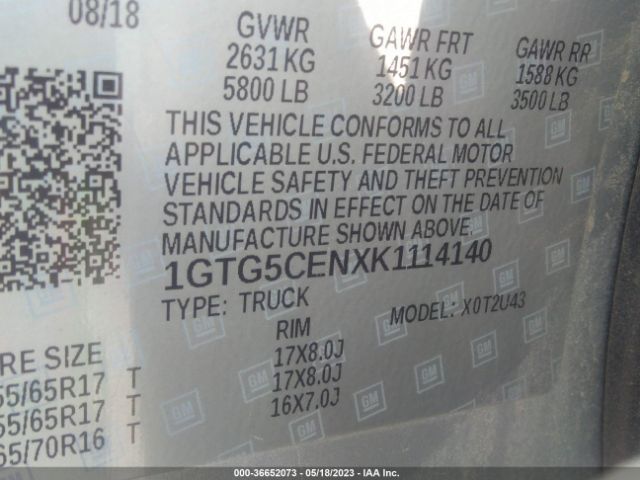 08/18
GVWR GAWR FRT GAWR RR
2631 KG 1451 KG 1588 KG
5800 LB 3200 LB 3500 LB
THIS VEHICLE CONFORMS TO ALL
APPLICABLE U.S. FEDERAL MOTOR
VEHICLE SAFETY AND THEFT PREVENTION
STANDARDS IN EFFECT ON THE DATE OF
MANUFACTURE SHOWN ABOVE.
1GTG5CENXK1114140
TYPE: TRUCK MODEL: X0T2U43
RE SIZE RIM
55/65R17 T 17X8.0J
55/65R17 T 17X8.0J
65/70R16 T 16X7.0J
GM
000-36652073 - 05/18/2023 - IAA Inc.